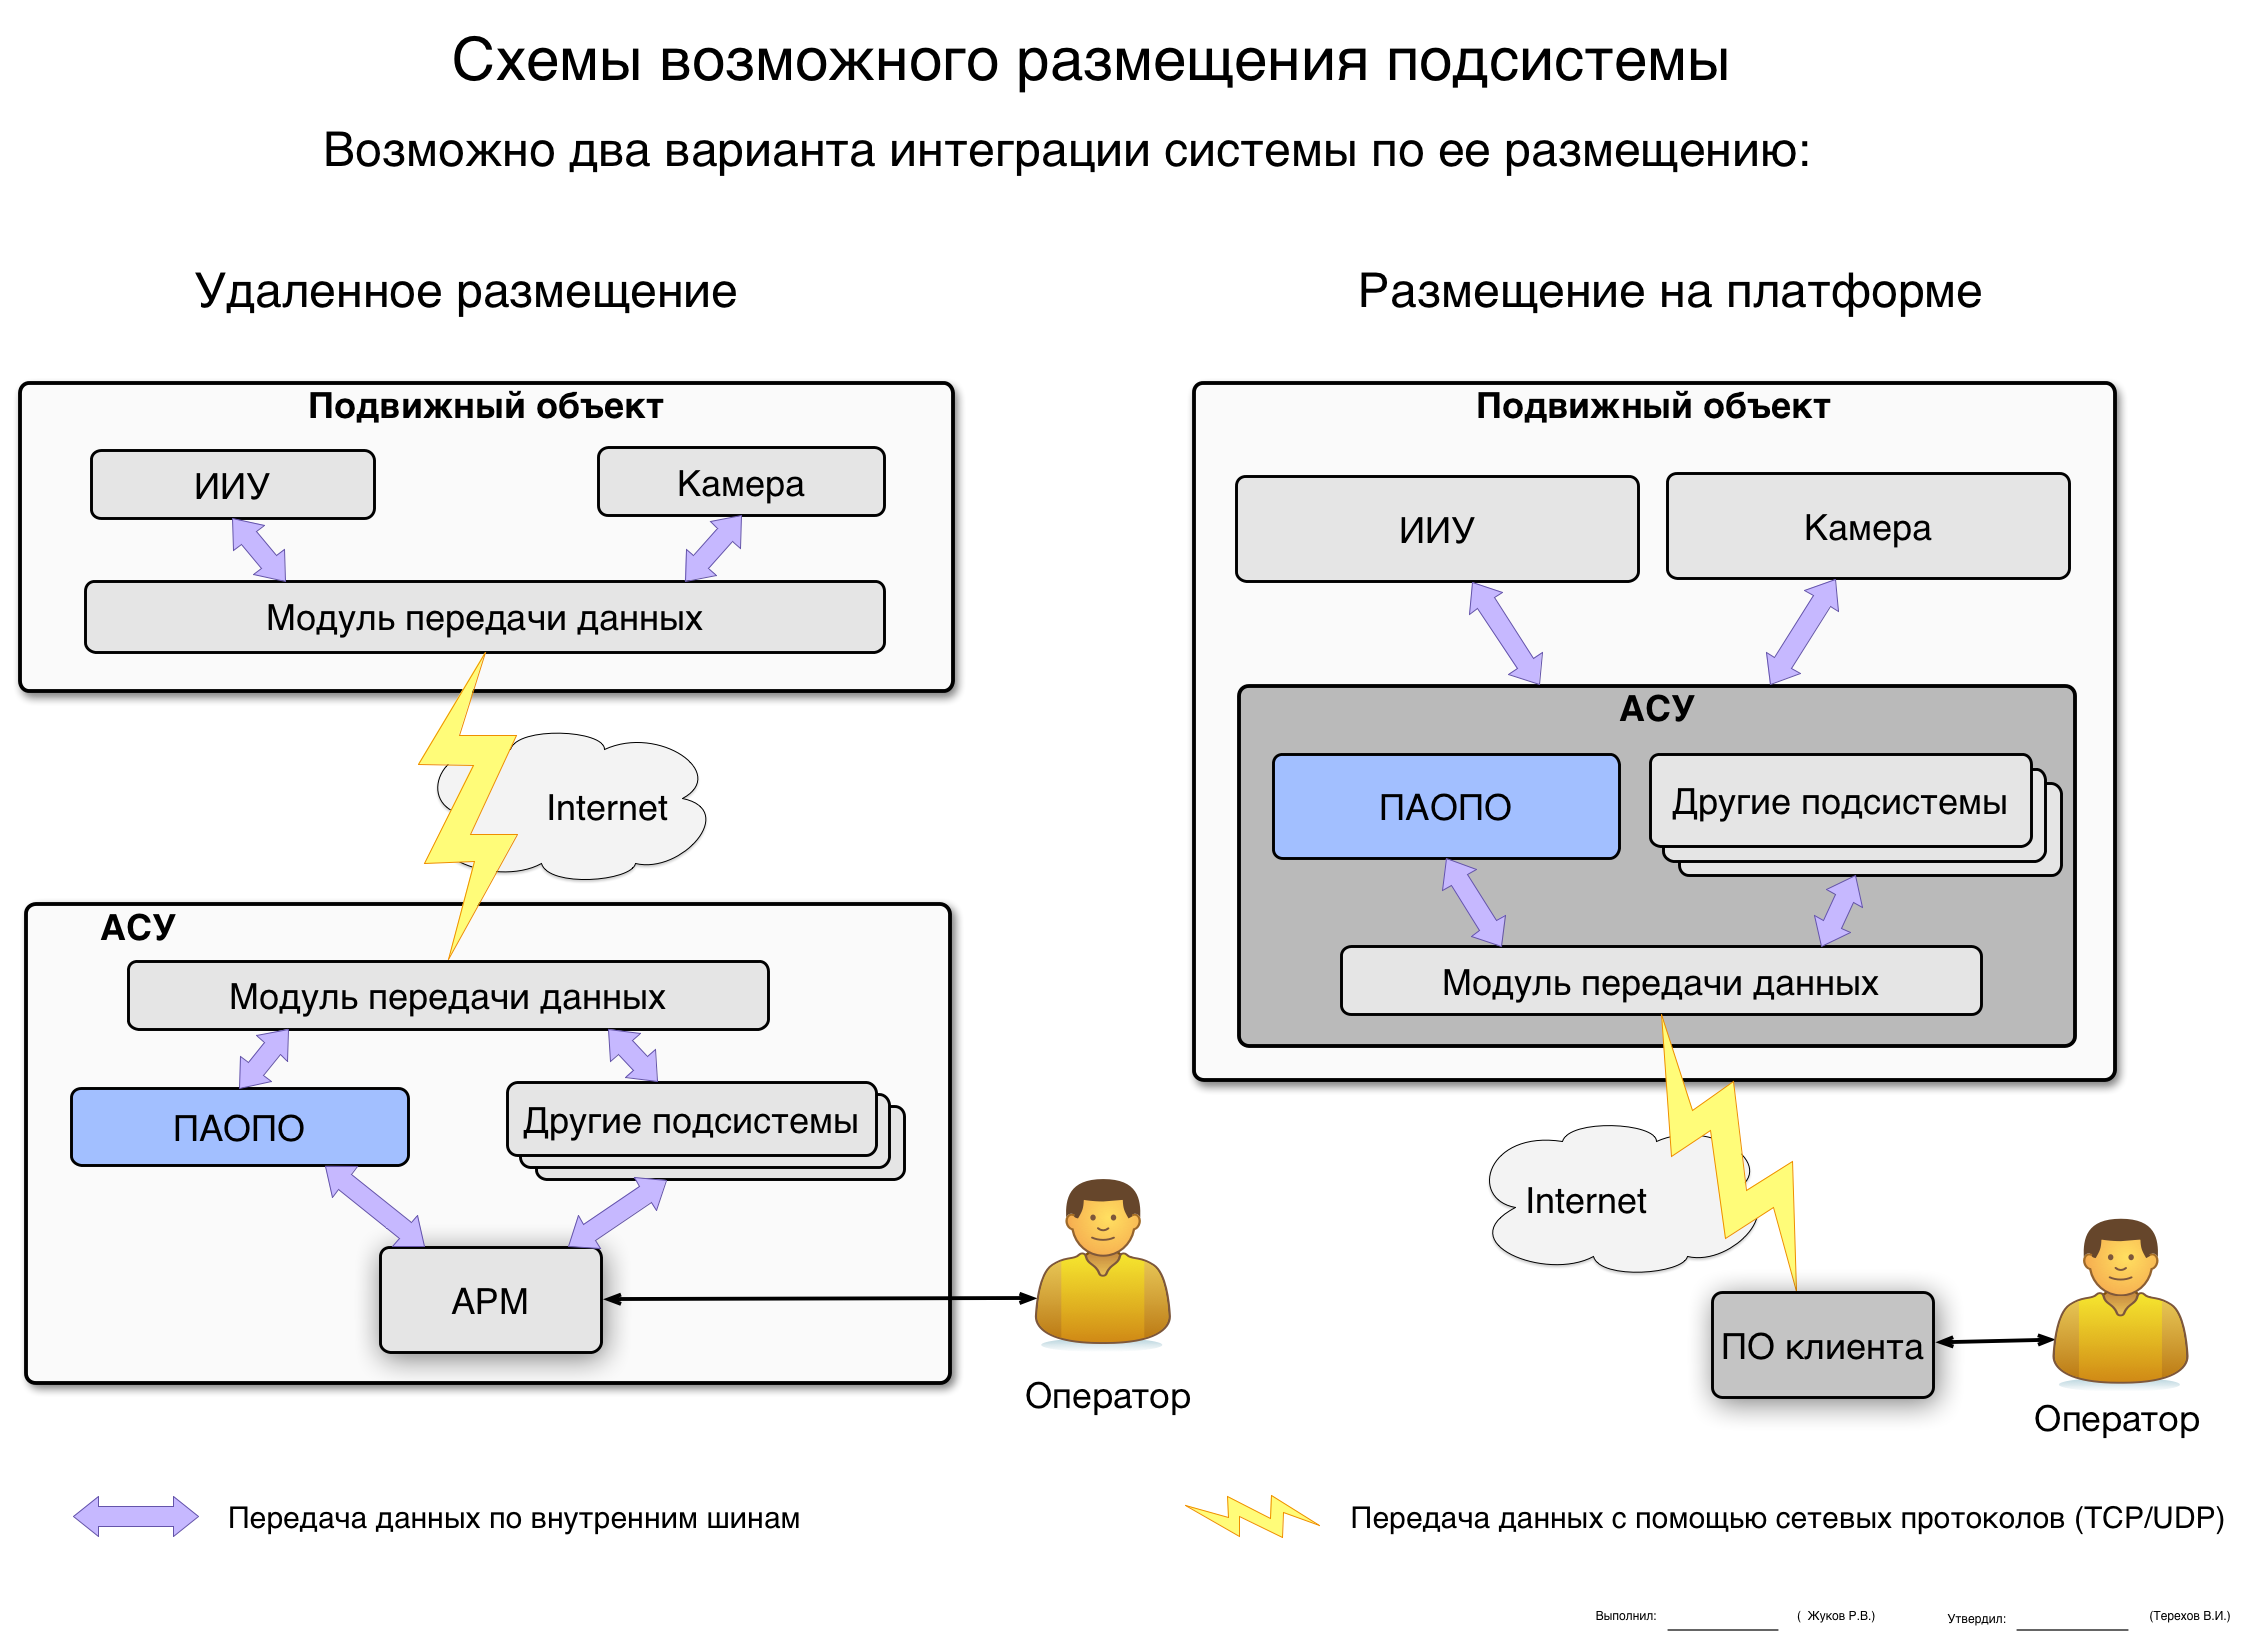 Схемы возможного размещения подсистемы
Возможно два варианта интеграции системы по ее размещению:
Удаленное размещение
Подвижный объект
ИИУ
Камера
Модуль передачи данных
Internet
АСУ
Модуль передачи данных
ПАОПО
Другие подсистемы
АРМ
Оператор
Размещение на платформе
Подвижный объект
ИИУ
Камера
АСУ
ПАОПО
Другие подсистемы
Модуль передачи данных
Internet
ПО клиента
Оператор
Передача данных по внутренним шинам
Передача данных с помощью сетевых протоколов (TCP/UDP)
Выполнил: ( Жуков Р.В.) Утвердил: (Терехов В.И.)